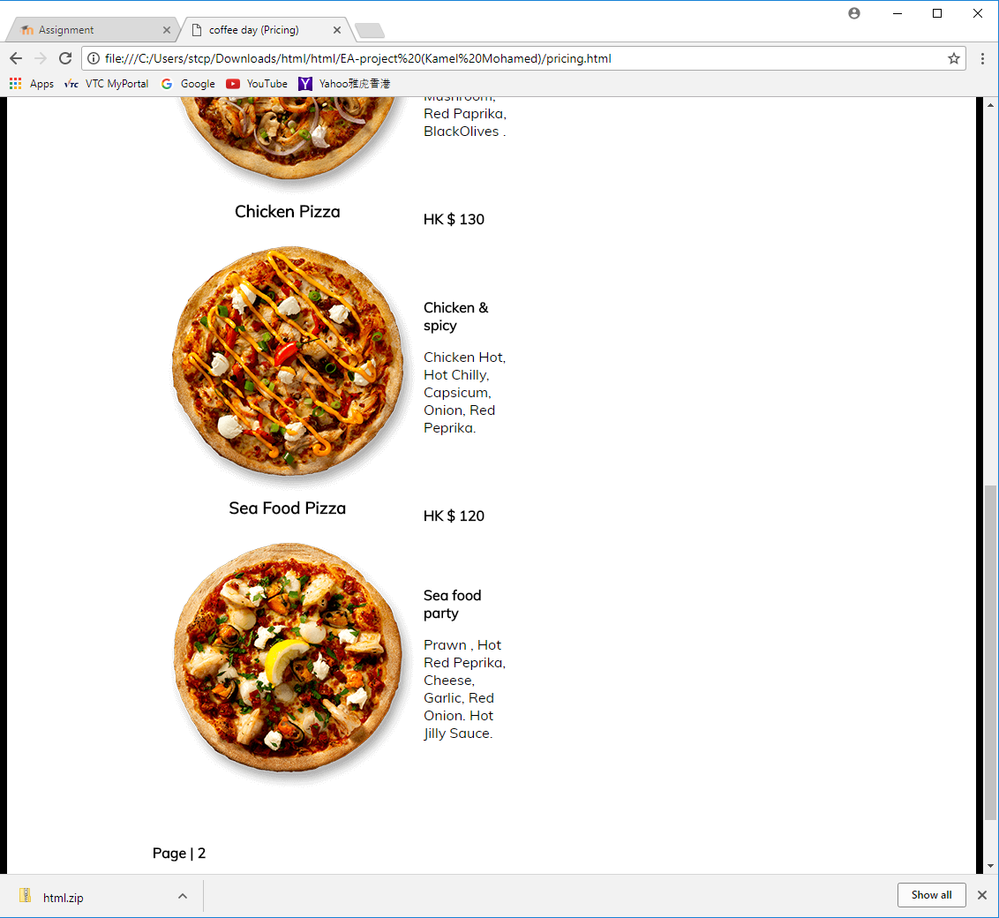 Assignment
coffee day (Pricing)
file:///C:/Users/stcp/Downloads/html/html/EA-project%20(Kamel%20Mohamed)/pricing.html
Apps
VTC
VTC MyPortal
G
Google
YouTube
Y
Yahoo雅虎香港
Mushroom,
Red Paprika,
BlackOlives .
Chicken Pizza
HK $ 130
Chicken &
spicy
Chicken Hot,
Hot Chilly,
Capsicum,
Onion, Red
Peprika.
Sea Food Pizza
HK $ 120
Sea food
party
Prawn , Hot
Red Peprika,
Cheese,
Garlic, Red
Onion. Hot
Jilly Sauce.
Page | 2
html.zip
Show all